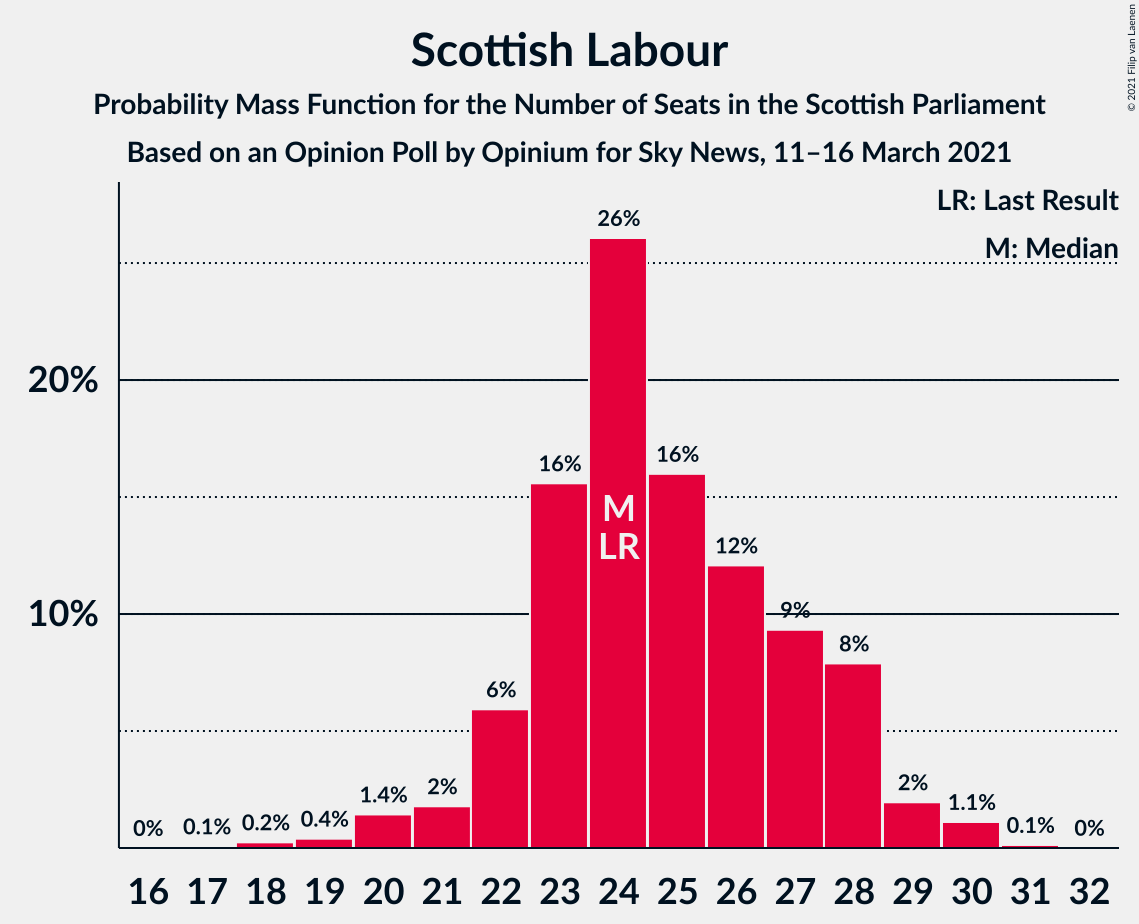 Scottish Labour
Probability Mass Function for the Number of Seats in the Scottish Parliament
Based on an Opinion Poll by Opinium for Sky News, 11–16 March 2021
© 2021 Filip van Laenen
LR: Last Result
M: Median
20%
10%
0%
0.1%
0.2%
0.4%
1.4%
2%
6%
16%
26%
16%
12%
9%
8%
2%
1.1%
0.1%
0%
M
LR
16 17 18 19 20 21 22 23 24 25 26 27 28 29 30 31 32